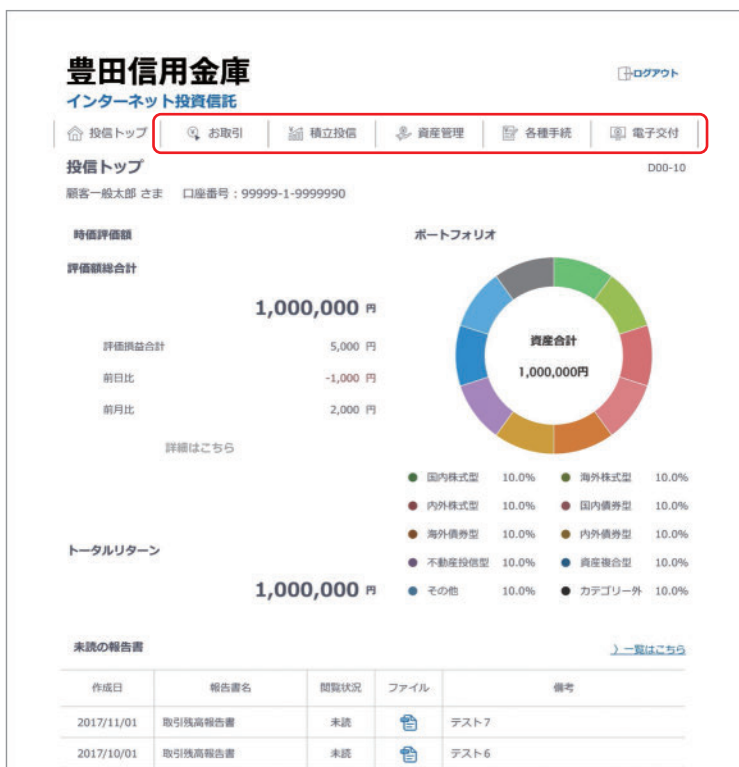 豊田信用金庫
ログアウト
インターネット投資信託
投信トップ お取引 積立投信 資産管理 各種手続 電子交付
投信トップ D00-10
顧客一般太郎 さま 口座番号：99999-1-9999990
時価評価額
評価額総合計
1,000,000 円
評価損益合計 5,000 円
前日比 -1,000 円
前月比 2,000 円
詳細はこちら
トータルリターン
1,000,000 円
ポートフォリオ
資産合計
1,000,000円
国内株式型 10.0% 海外株式型 10.0%
内外株式型 10.0% 国内債券型 10.0%
海外債券型 10.0% 内外債券型 10.0%
不動産投信型 10.0% 資産複合型 10.0%
その他 10.0% カテゴリー外 10.0%
未読の報告書 〉一覧はこちら
作成日 報告書名 閲覧状況 ファイル 備考
2017/11/01 取引残高報告書 未読 テスト7
2017/10/01 取引残高報告書 未読 テスト6